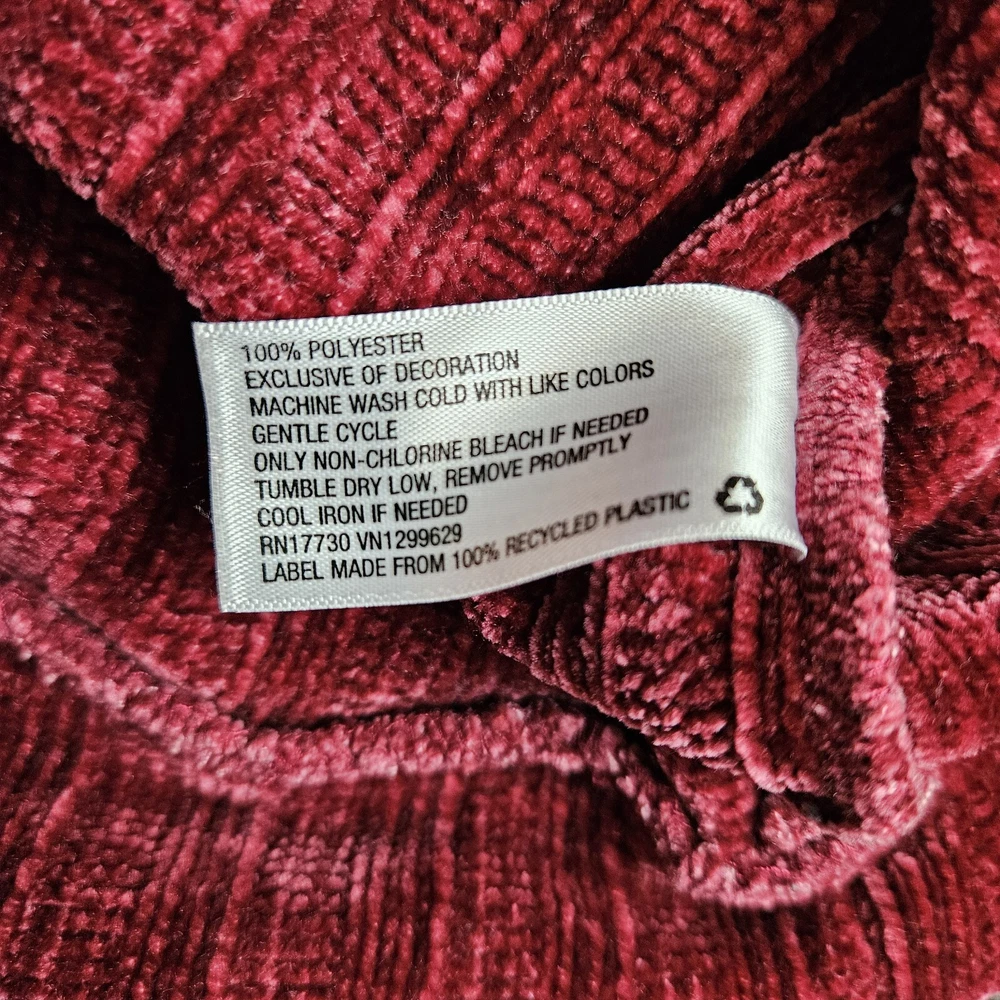 100% POLYESTER
EXCLUSIVE OF DECORATION
MACHINE WASH COLD WITH LIKE COLORS
GENTLE CYCLE
ONLY NON-CHLORINE BLEACH IF NEEDED
TUMBLE DRY LOW, REMOVE PROMPTLY
COOL IRON IF NEEDED
RN17730 VN1299629
LABEL MADE FROM 100% RECYCLED PLASTIC